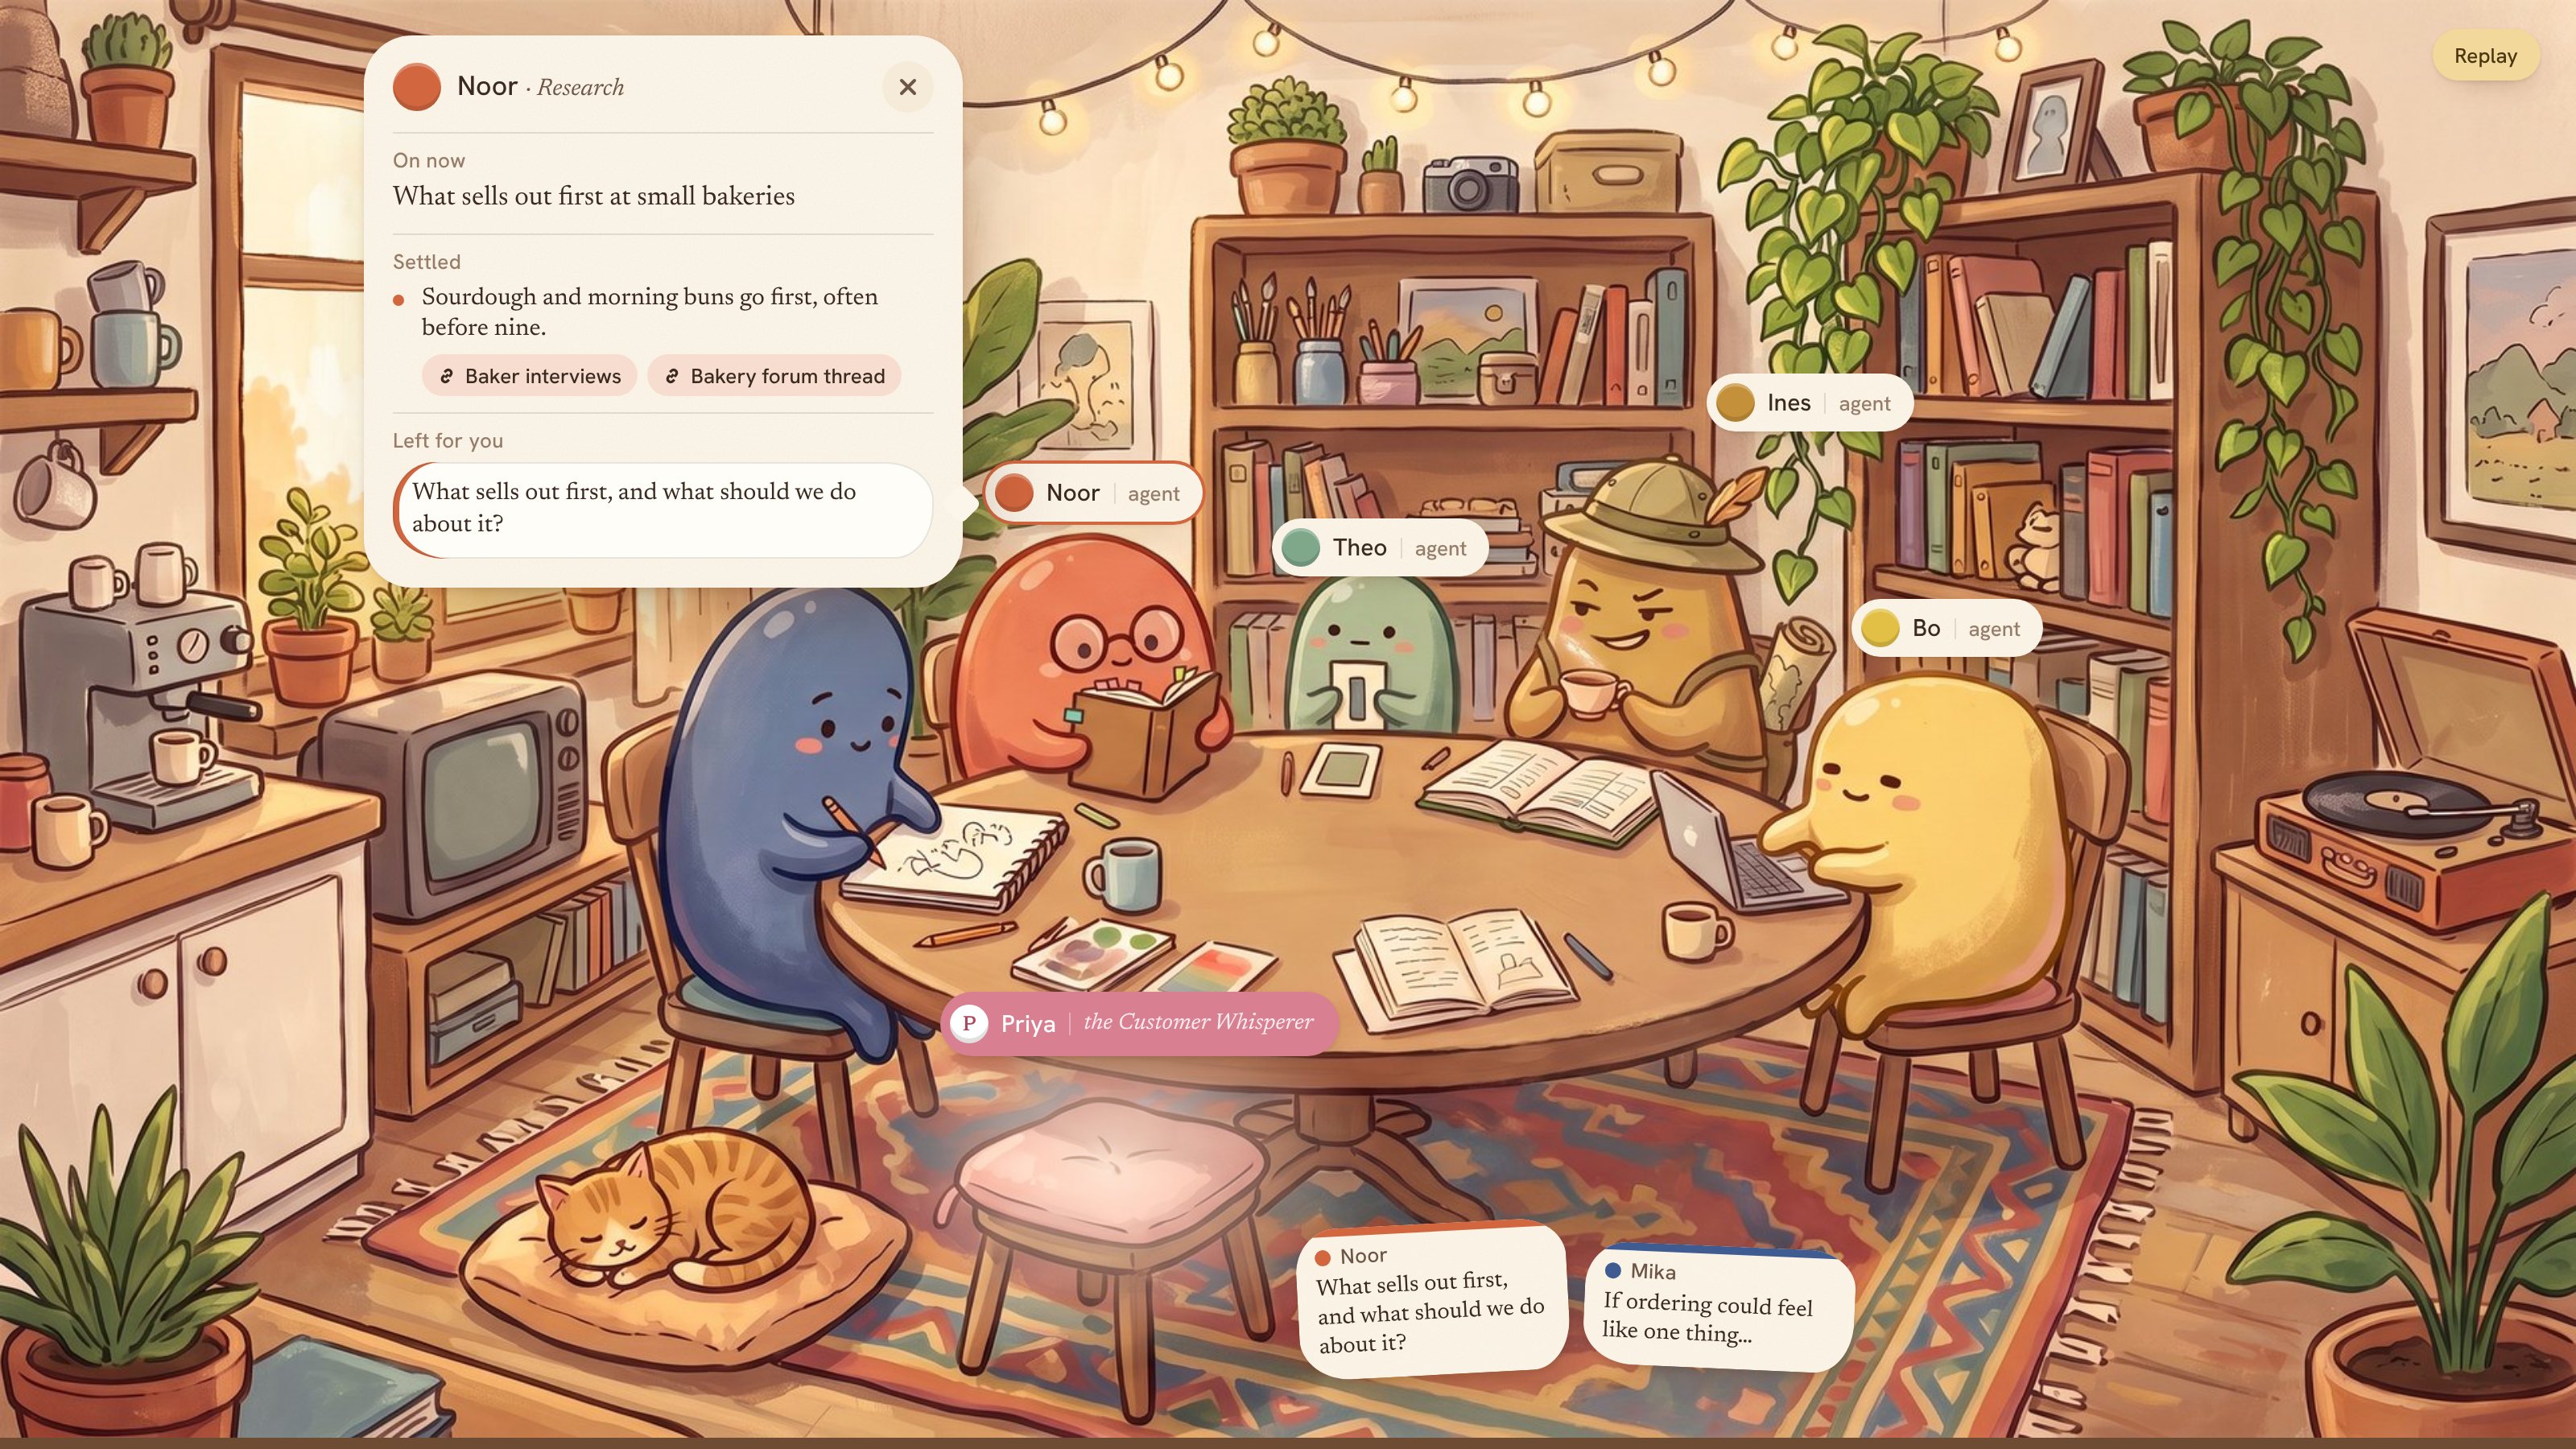 Replay
Noor · Research
On now
What sells out first at small bakeries
Settled
Sourdough and morning buns go first, often
before nine.
Baker interviews
Bakery forum thread
Left for you
What sells out first, and what should we do
about it?
Ines | agent
Noor | agent
Theo | agent
Bo | agent
P Priya | the Customer Whisperer
Noor
What sells out first,
and what should we do
about it?
Mika
If ordering could feel
like one thing...